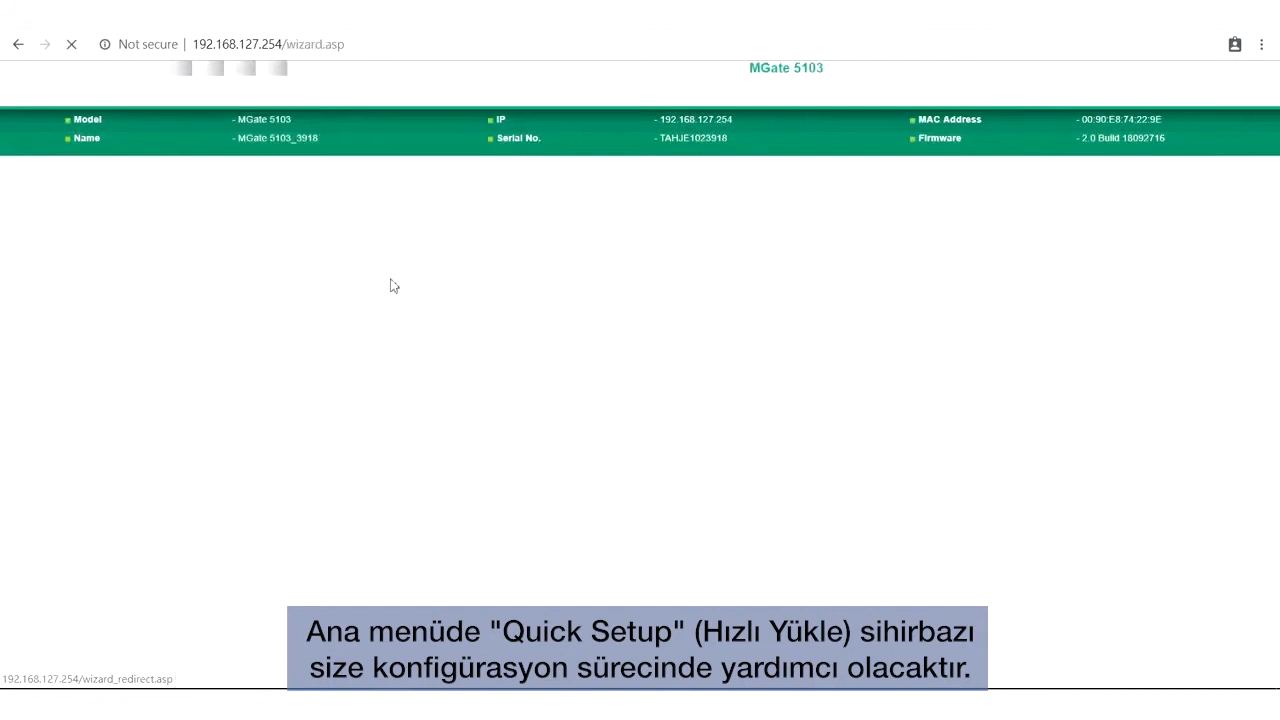 Not secure | 192.168.127.254/wizard.asp
MGate 5103
Model - MGate 5103 IP - 192.168.127.254 MAC Address - 00:90:E8:74:22:9E
Name - MGate 5103_3918 Serial No. - TAHJE1023918 Firmware - 2.0 Build 18092716
Ana menüde "Quick Setup" (Hızlı Yükle) sihirbazı
size konfigürasyon sürecinde yardımcı olacaktır.
192.168.127.254/wizard_redirect.asp